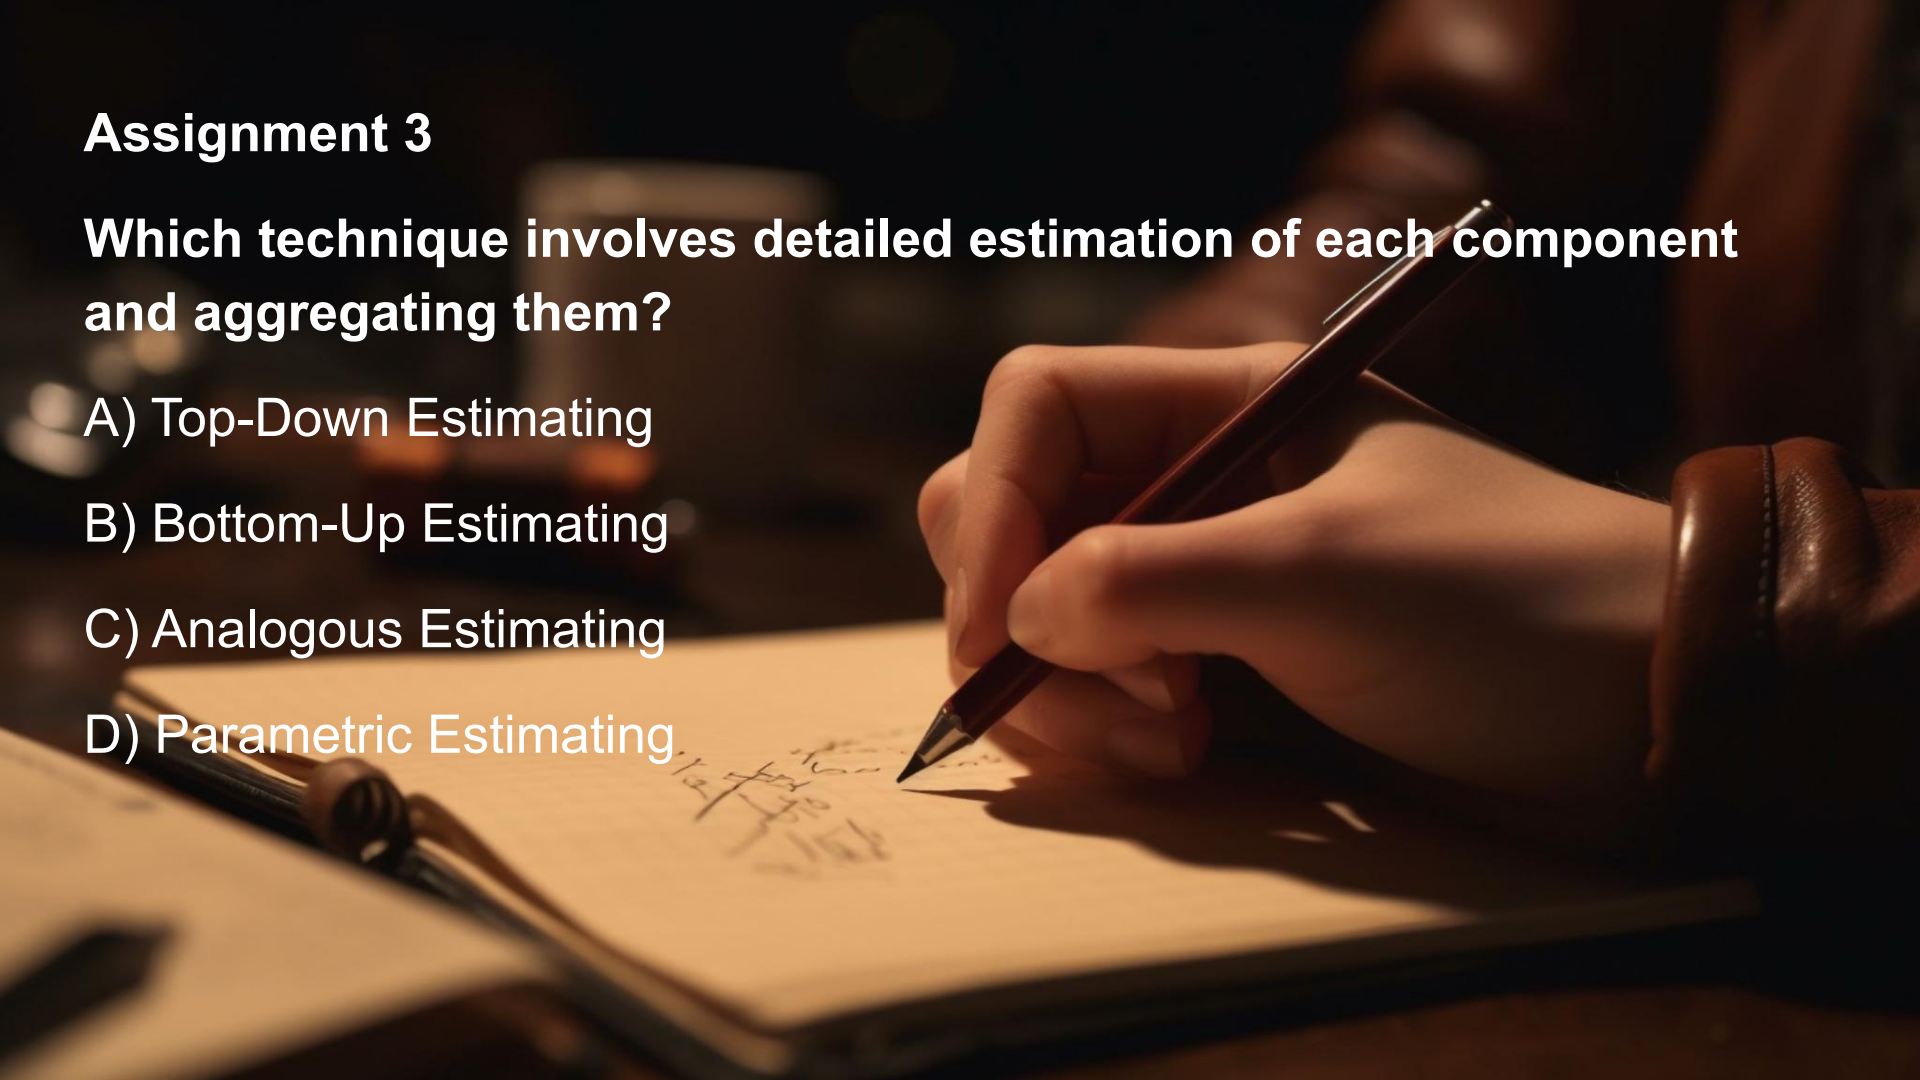 Assignment 3
Which technique involves detailed estimation of each component
and aggregating them?
A) Top-Down Estimating
B) Bottom-Up Estimating
C) Analogous Estimating
D) Parametric Estimating